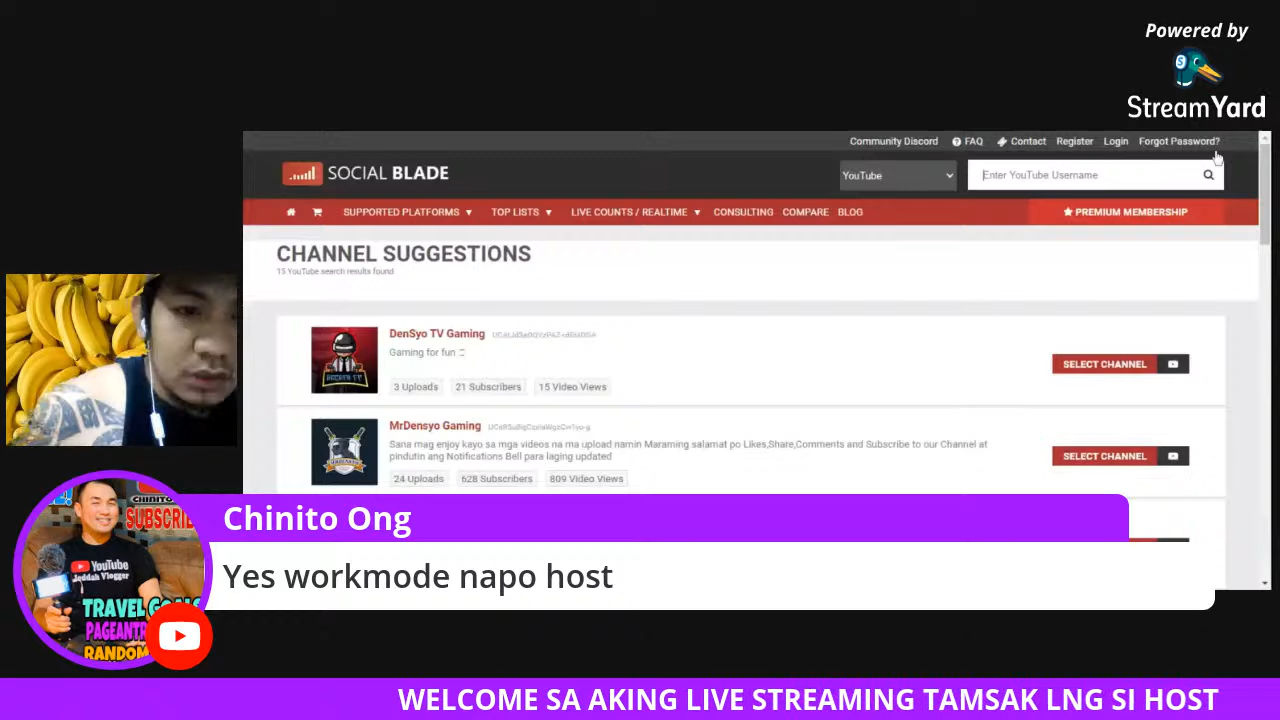 Powered by
StreamYard
Community Discord FAQ Contact Register Login Forgot Password?
SOCIAL BLADE
YouTube
Enter YouTube Username
SUPPORTED PLATFORMS TOP LISTS LIVE COUNTS / REALTIME CONSULTING COMPARE BLOG
PREMIUM MEMBERSHIP
CHANNEL SUGGESTIONS
15 YouTube search results found
DenSyo TV Gaming
Gaming for fun
3 Uploads 21 Subscribers 15 Video Views
SELECT CHANNEL
MrDensyo Gaming
Sana mag enjoy kayo sa mga videos na ma upload namin Maraming salamat po Likes,Share,Comments and Subscribe to our Channel at
pindutin ang Notifications Bell para laging updated
24 Uploads 628 Subscribers 809 Video Views
SELECT CHANNEL
Chinito Ong
Yes workmode napo host
CHINITO
SUBSCRIBE
YouTube
Jeddah Vlogger
TRAVEL GOALS
PAGEANTR
RANDOM
WELCOME SA AKING LIVE STREAMING TAMSAK LNG SI HOST